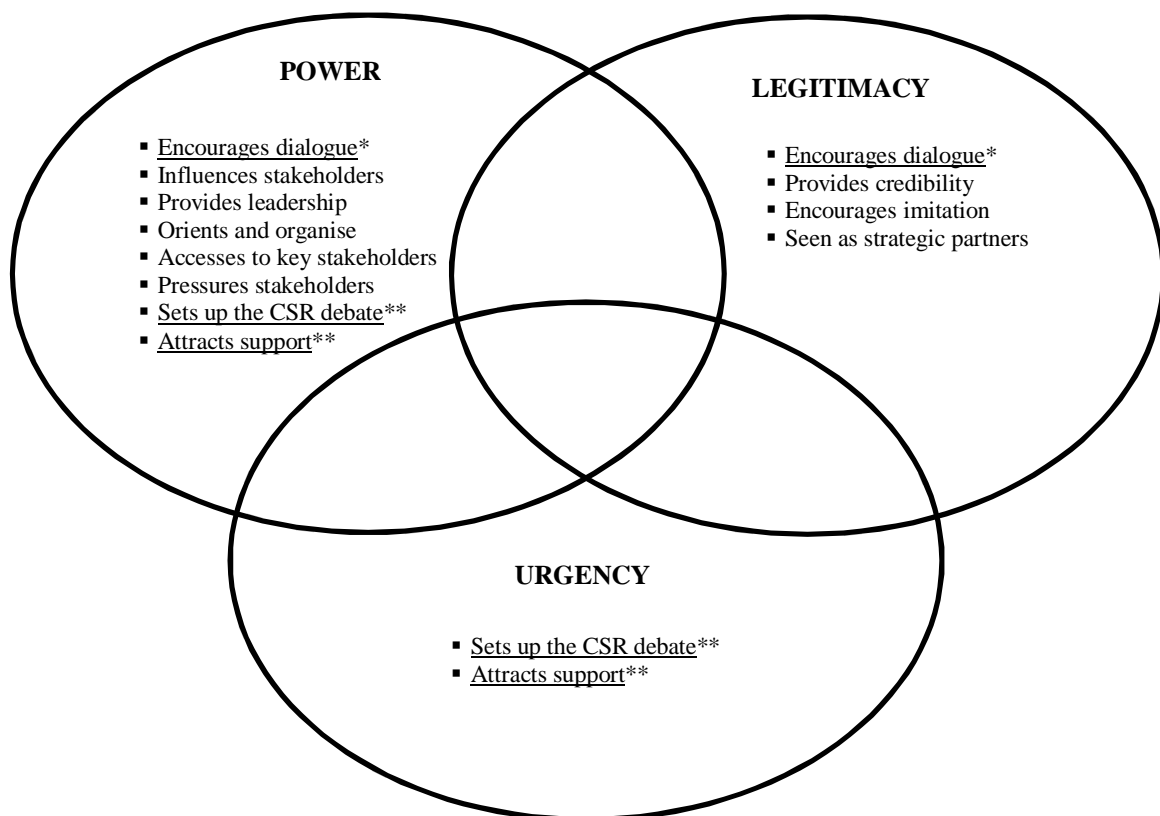 POWER
▪ Encourages dialogue*
▪ Influences stakeholders
▪ Provides leadership
▪ Orients and organise
▪ Accesses to key stakeholders
▪ Pressures stakeholders
▪ Sets up the CSR debate**
▪ Attracts support**
LEGITIMACY
▪ Encourages dialogue*
▪ Provides credibility
▪ Encourages imitation
▪ Seen as strategic partners
URGENCY
▪ Sets up the CSR debate**
▪ Attracts support**